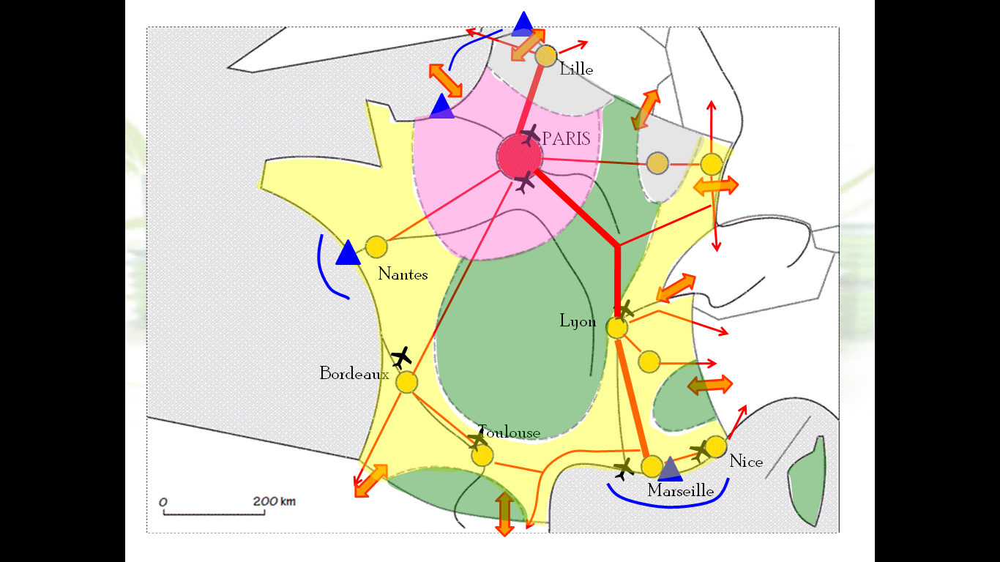 Lille
PARIS
Nantes
Lyon
Bordeaux
Toulouse
Nice
Marseille
0 200 km